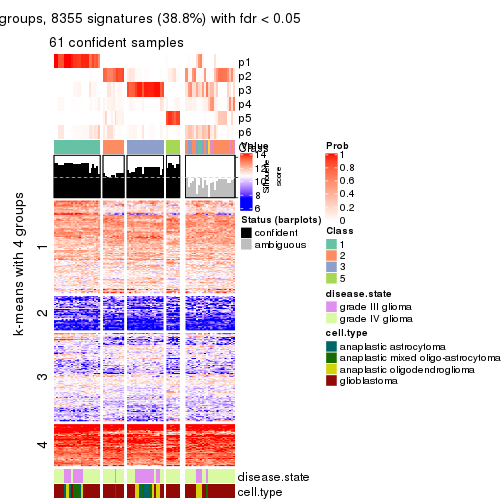 groups, 8355 signatures (38.8%) with fdr < 0.05
61 confident samples
p1
p2
p3
p4
p5
p6
Class
Value
14
12
10
8
6
Silhouette
score
Status (barplots)
confident
ambiguous
Prob
1
0.8
0.6
0.4
0.2
0
Class
1
2
3
5
disease.state
grade III glioma
grade IV glioma
cell.type
anaplastic astrocytoma
anaplastic mixed oligo-astrocytoma
anaplastic oligodendroglioma
glioblastoma
k-means with 4 groups
1
2
3
4
disease.state
cell.type